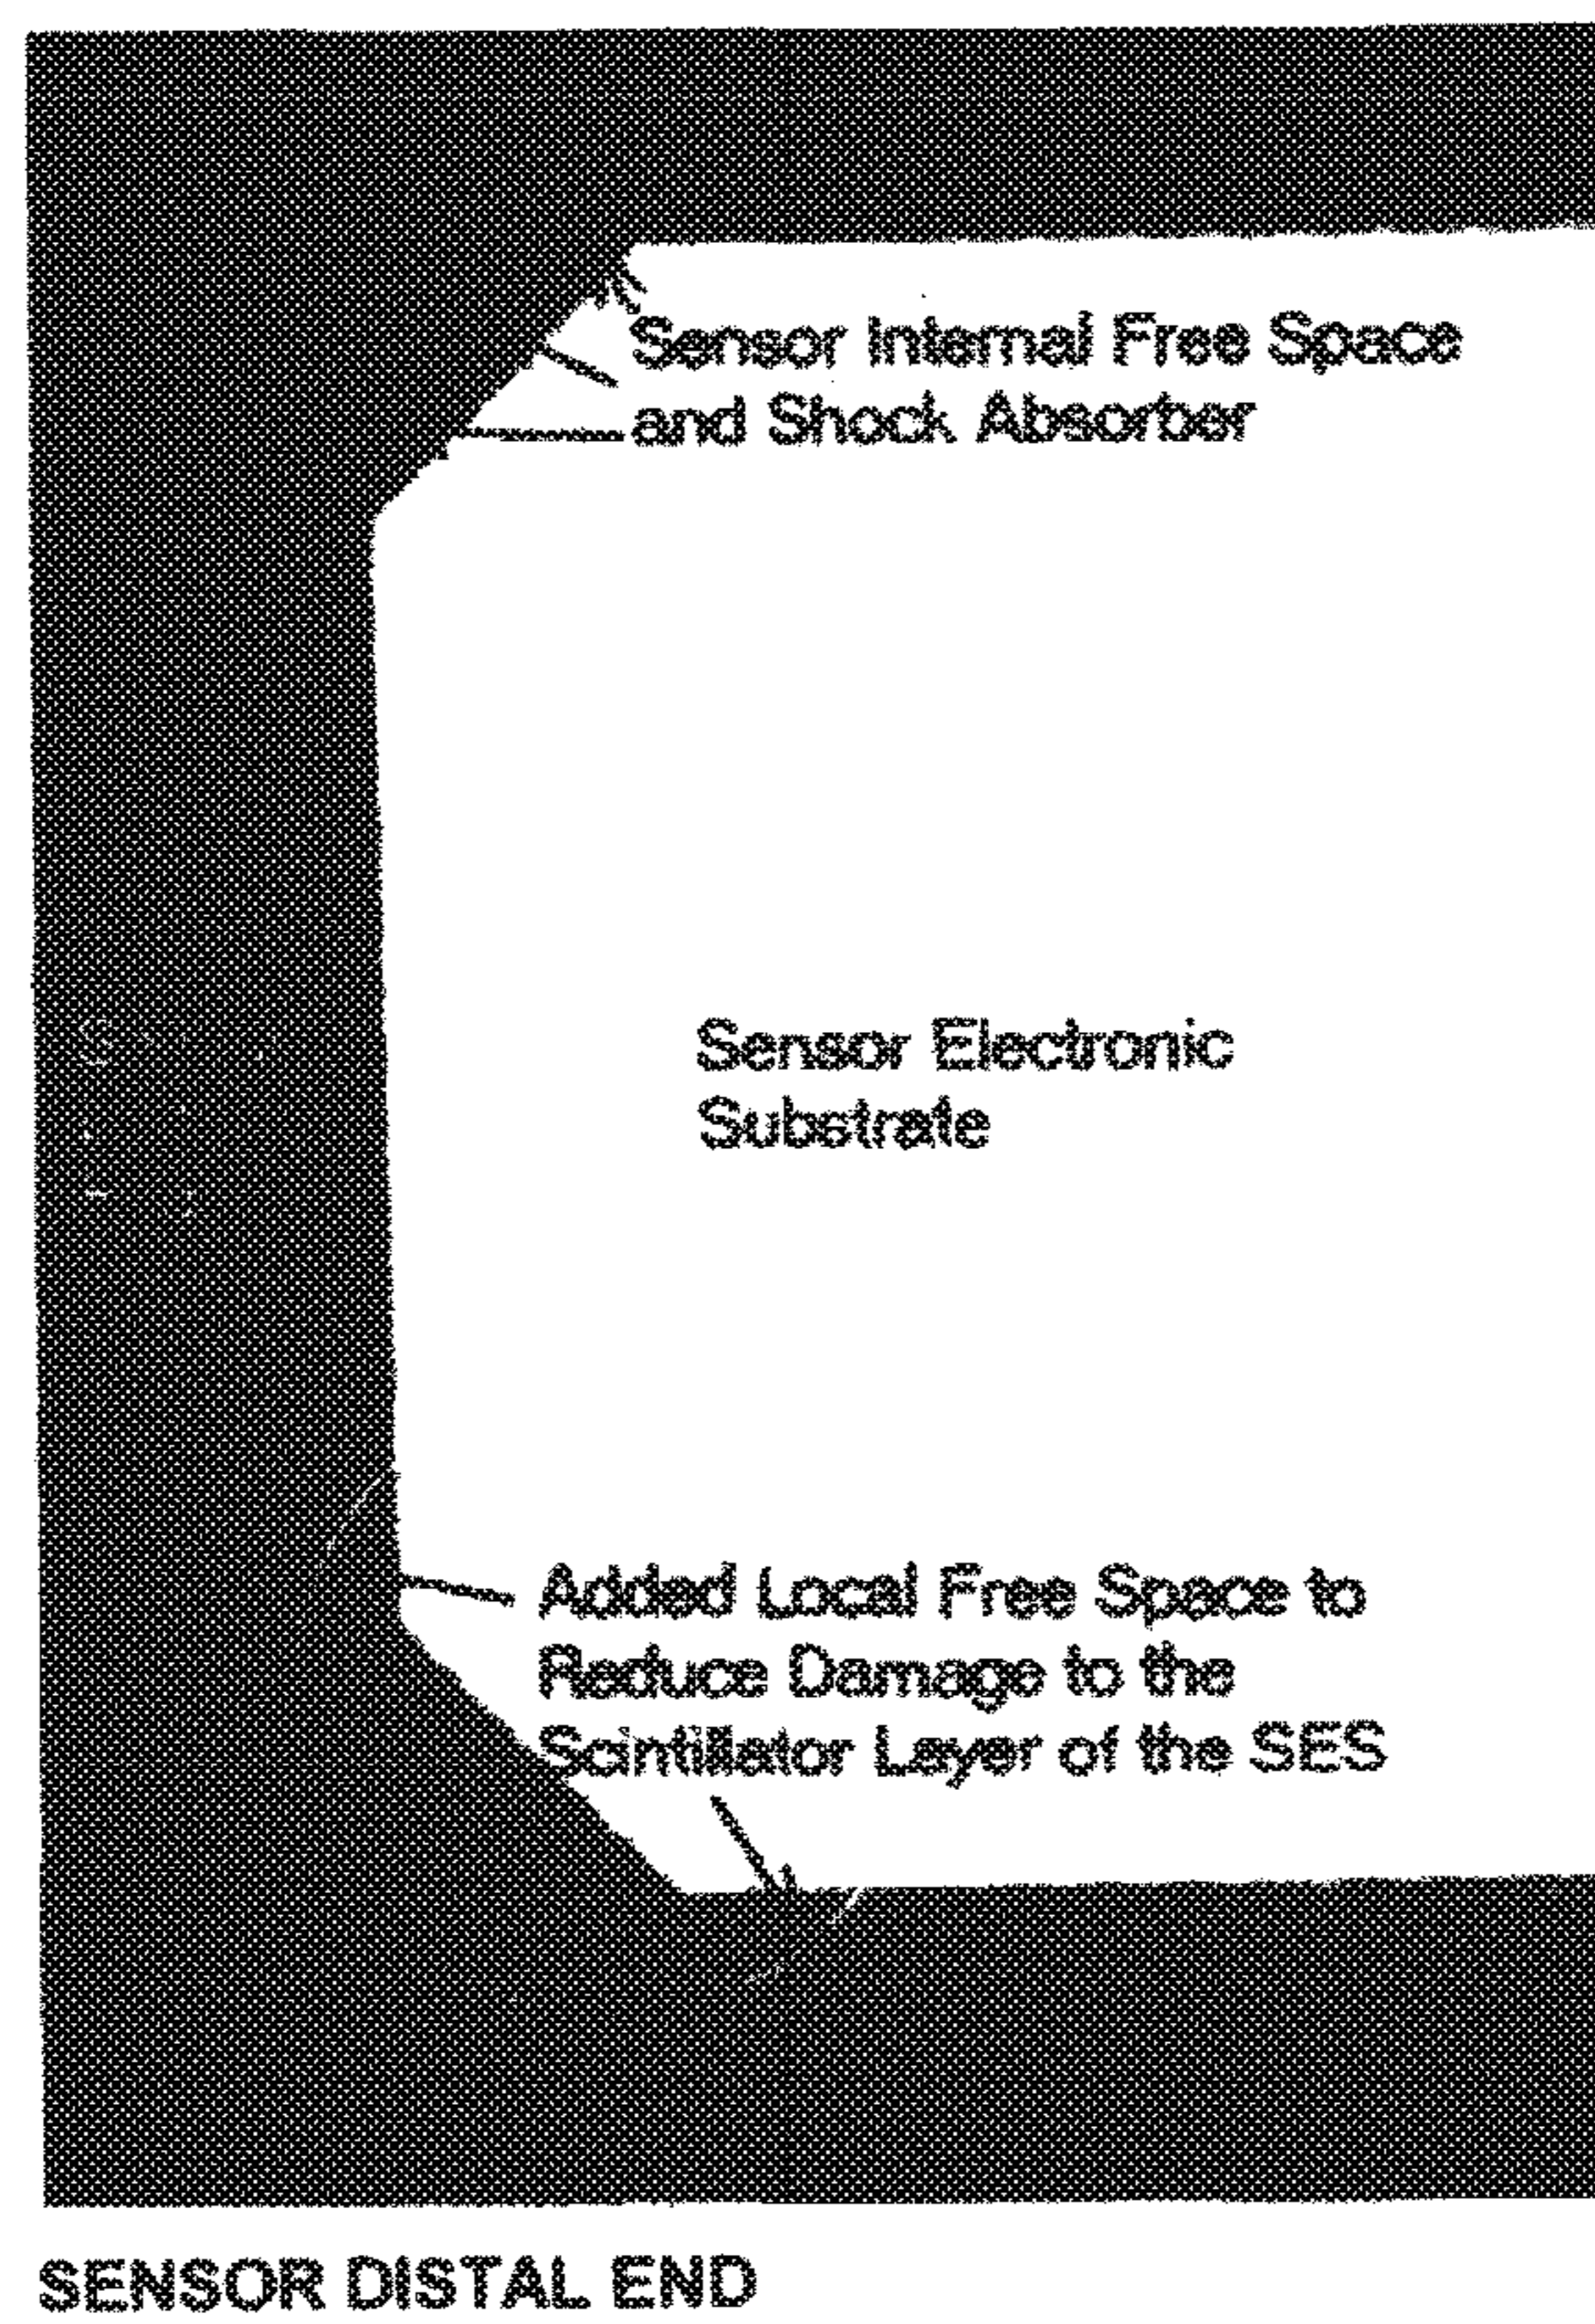 Sensor Internal Free Space
and Shock Absorber
Sensor Electronic
Substrate
Added Local Free Space to
Reduce Damage to the
Scintillator Layer of the SES
SENSOR DISTAL END